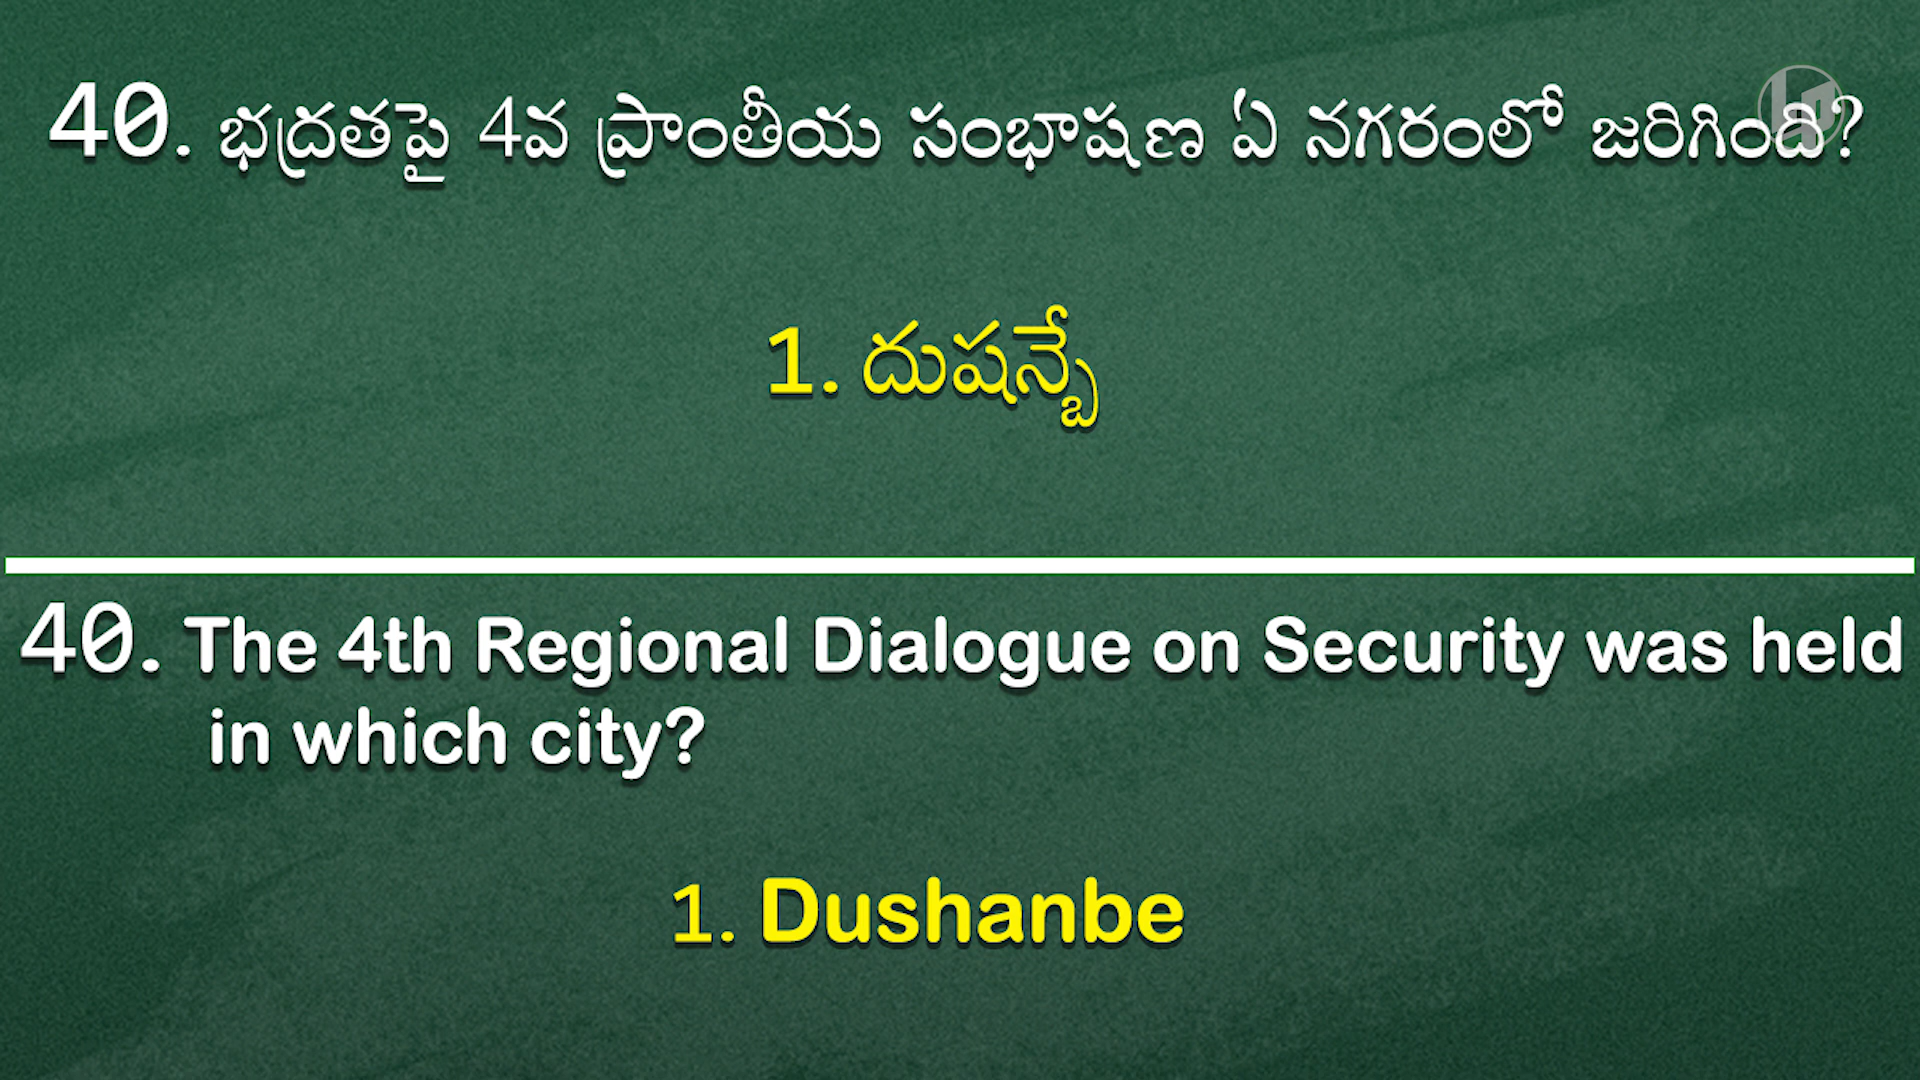 40. భద్రతపై 4వ ప్రాంతీయ సంభాషణ ఏ నగరంలో జరిగింది?
1. దుషన్బే
40. The 4th Regional Dialogue on Security was held
in which city?
1. Dushanbe